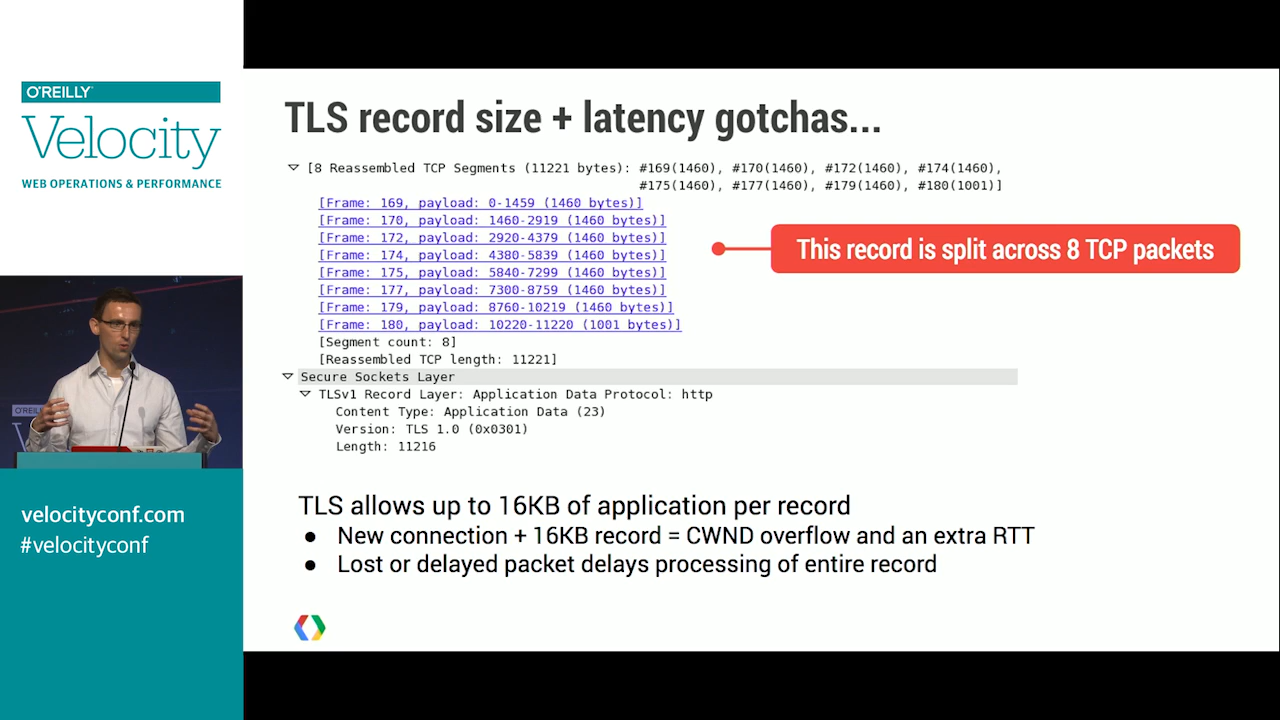 O'REILLY
Velocity
WEB OPERATIONS & PERFORMANCE
TLS record size + latency gotchas...
[8 Reassembled TCP Segments (11221 bytes): #169(1460), #170(1460), #172(1460), #174(1460),
#175(1460), #177(1460), #179(1460), #180(1001)]
[Frame: 169, payload: 0-1459 (1460 bytes)]
[Frame: 170, payload: 1460-2919 (1460 bytes)]
[Frame: 172, payload: 2920-4379 (1460 bytes)]
[Frame: 174, payload: 4380-5839 (1460 bytes)]
[Frame: 175, payload: 5840-7299 (1460 bytes)]
[Frame: 177, payload: 7300-8759 (1460 bytes)]
[Frame: 179, payload: 8760-10219 (1460 bytes)]
[Frame: 180, payload: 10220-11220 (1001 bytes)]
[Segment count: 8]
[Reassembled TCP length: 11221]
This record is split across 8 TCP packets
Secure Sockets Layer
TLSv1 Record Layer: Application Data Protocol: http
Content Type: Application Data (23)
Version: TLS 1.0 (0x0301)
Length: 11216
TLS allows up to 16KB of application per record
● New connection + 16KB record = CWND overflow and an extra RTT
● Lost or delayed packet delays processing of entire record
velocityconf.com
#velocityconf